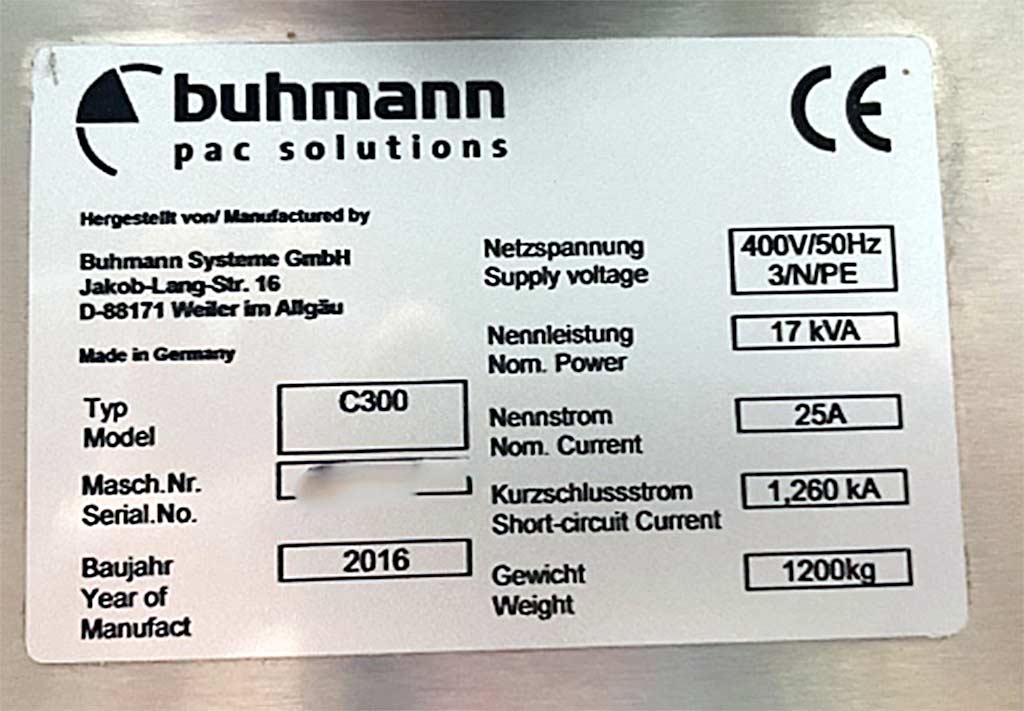 buhmann
pac solutions
CE
Hergestellt von/ Manufactured by
Buhmann Systeme GmbH
Jakob-Lang-Str. 16
D-88171 Weiler im Allgäu
Made in Germany
Typ
Model
C300
Masch.Nr.
Serial.No.
Baujahr
Year of
Manufact
2016
Netzspannung
Supply voltage
400V/50Hz
3/N/PE
Nennleistung
Nom. Power
17 kVA
Nennstrom
Nom. Current
25A
Kurzschlussstrom
Short-circuit Current
1,260 kA
Gewicht
Weight
1200kg